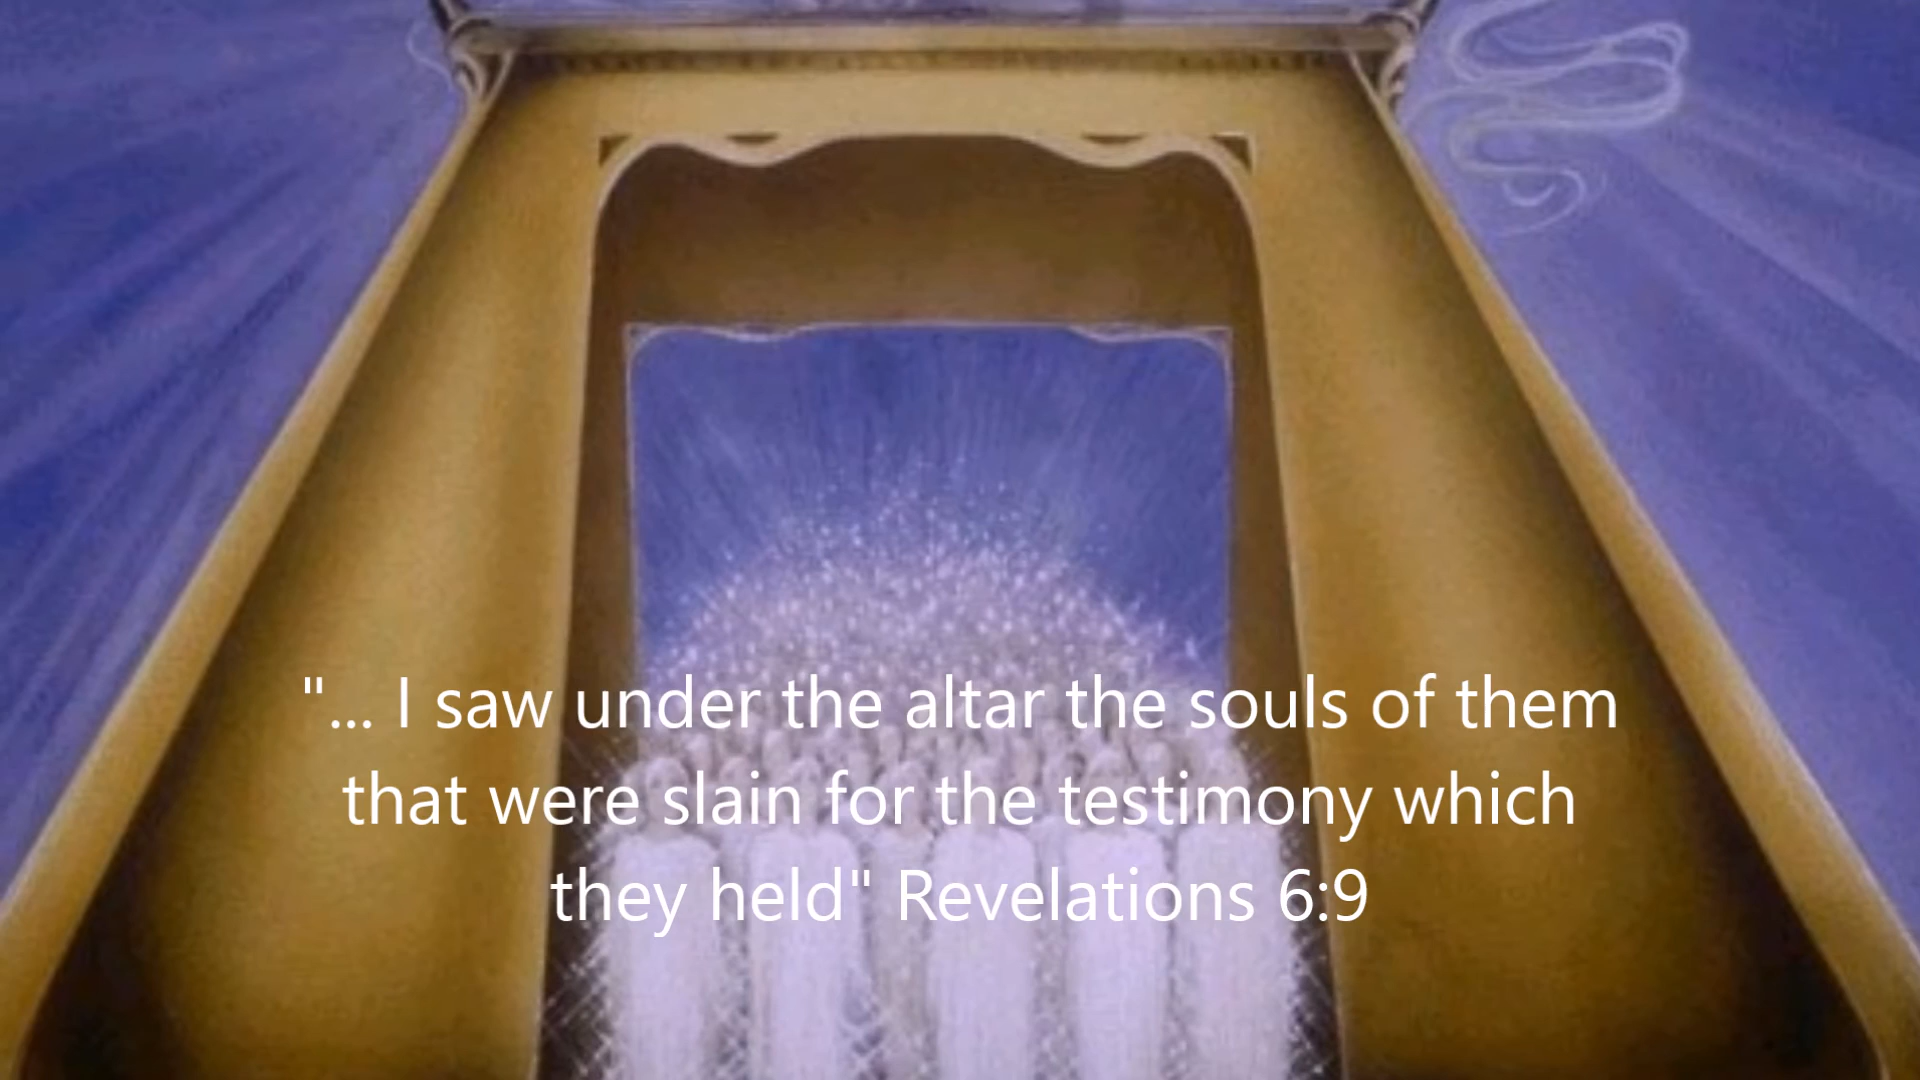 "... I saw under the altar the souls of them
that were slain for the testimony which
they held" Revelations 6:9